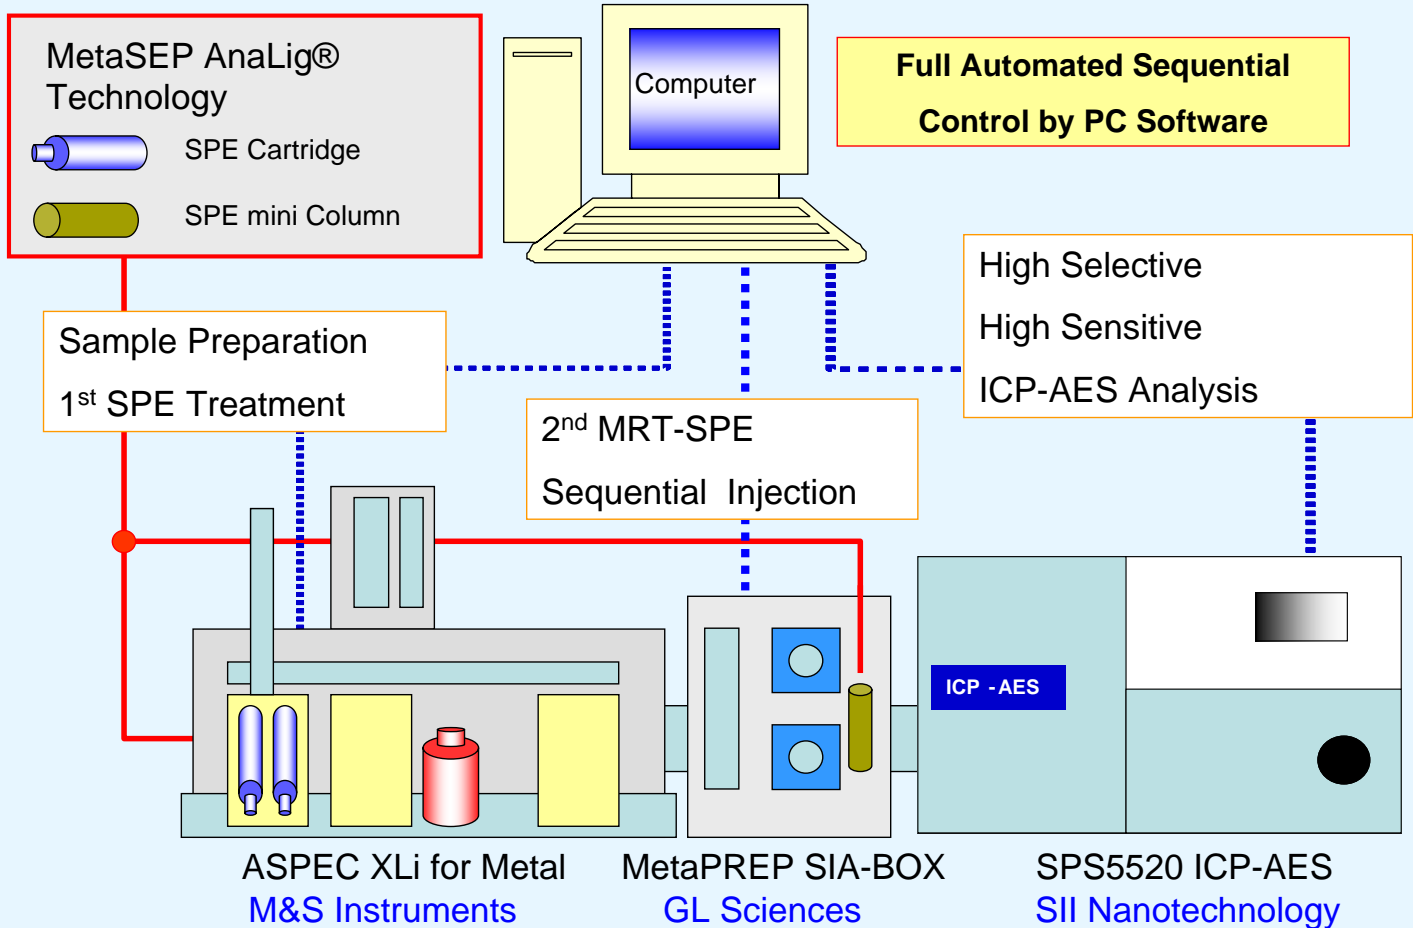 MetaSEP AnaLig®
Technology
SPE Cartridge
SPE mini Column
Computer
Full Automated Sequential
Control by PC Software
Sample Preparation
1st SPE Treatment
2nd MRT-SPE
Sequential Injection
High Selective
High Sensitive
ICP-AES Analysis
ICP - AES
ASPEC XLi for Metal
M&S Instruments
MetaPREP SIA-BOX
GL Sciences
SPS5520 ICP-AES
SII Nanotechnology